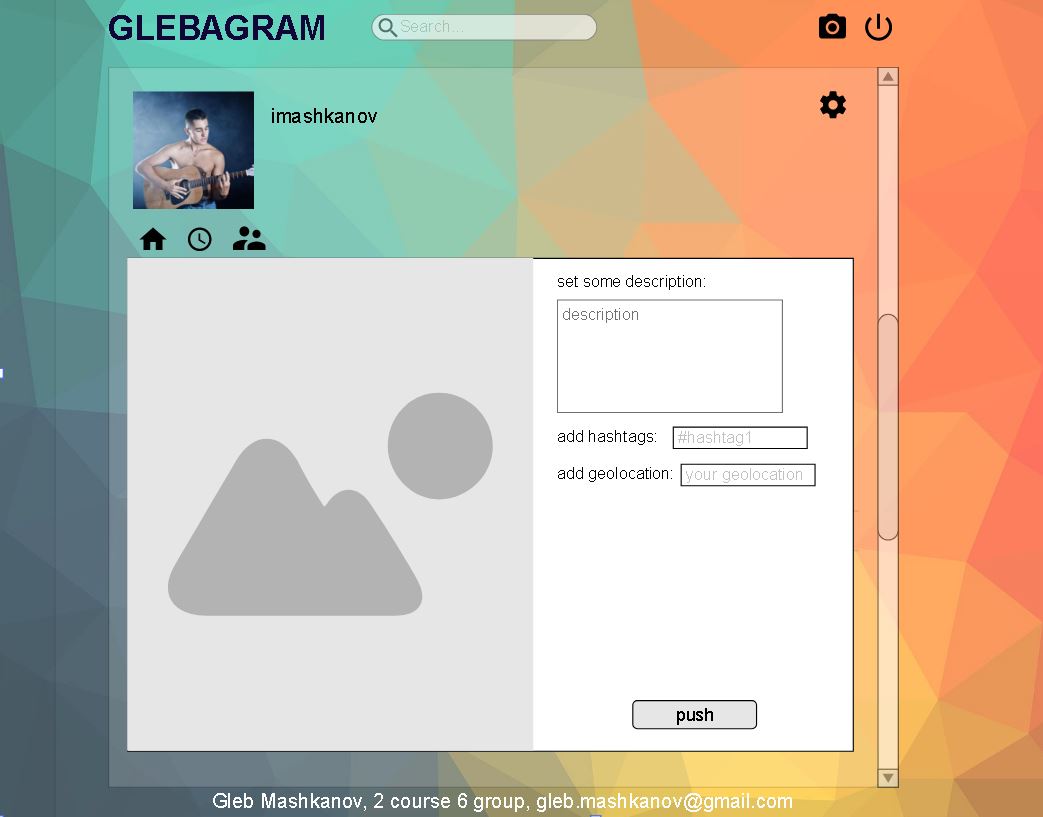 GLEBAGRAM
Search...
imashkanov
set some description:
description
add hashtags: #hashtag1
add geolocation: your geolocation
push
Gleb Mashkanov, 2 course 6 group, gleb.mashkanov@gmail.com